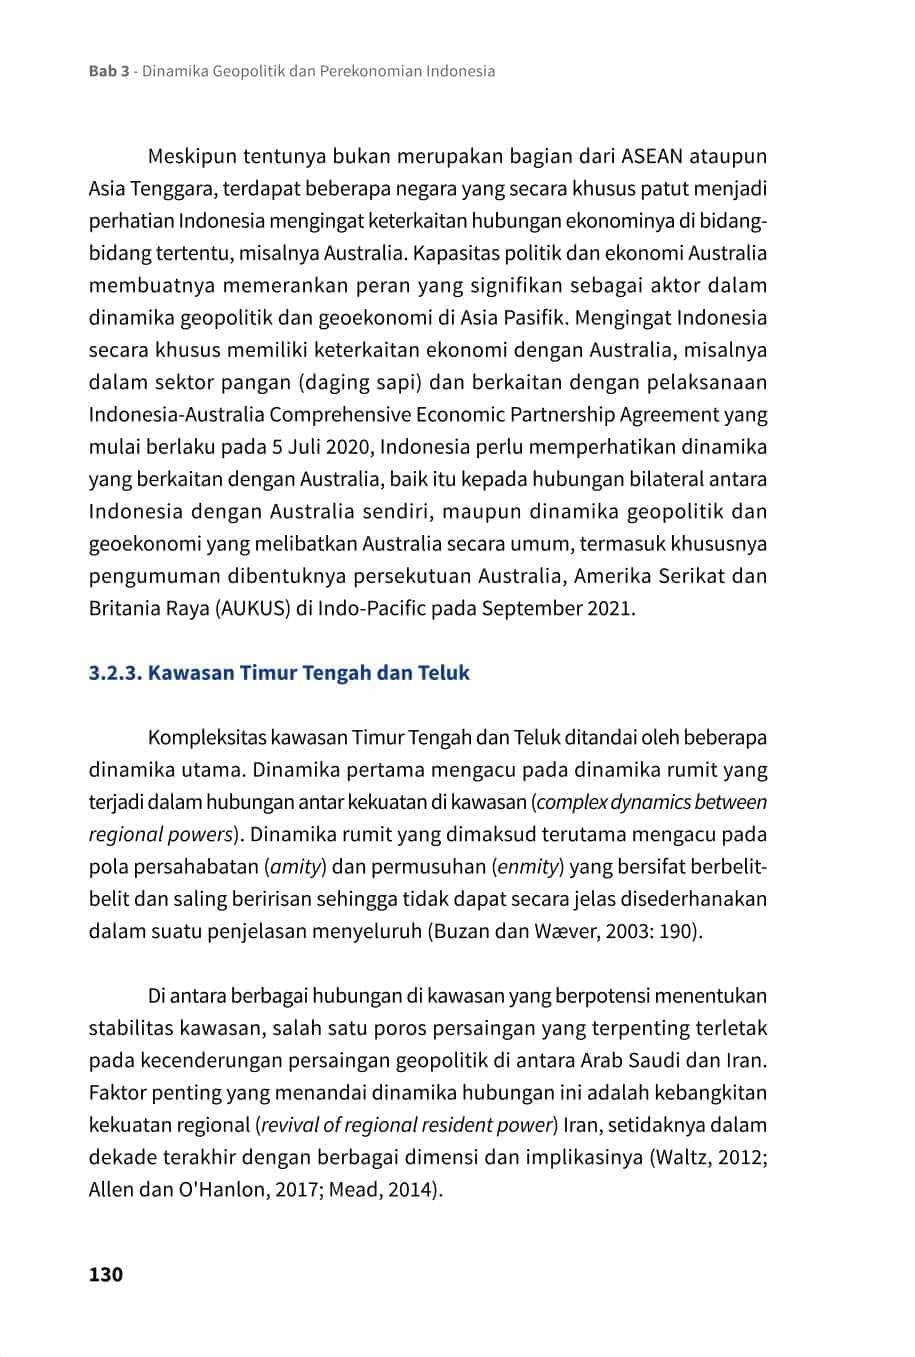 Bab 3 - Dinamika Geopolitik dan Perekonomian Indonesia
Meskipun tentunya bukan merupakan bagian dari ASEAN ataupun
Asia Tenggara, terdapat beberapa negara yang secara khusus patut menjadi
perhatian Indonesia mengingat keterkaitan hubungan ekonominya di bidang-
bidang tertentu, misalnya Australia. Kapasitas politik dan ekonomi Australia
membuatnya memerankan peran yang signifikan sebagai aktor dalam
dinamika geopolitik dan geoekonomi di Asia Pasifik. Mengingat Indonesia
secara khusus memiliki keterkaitan ekonomi dengan Australia, misalnya
dalam sektor pangan (daging sapi) dan berkaitan dengan pelaksanaan
Indonesia-Australia Comprehensive Economic Partnership Agreement yang
mulai berlaku pada 5 Juli 2020, Indonesia perlu memperhatikan dinamika
yang berkaitan dengan Australia, baik itu kepada hubungan bilateral antara
Indonesia dengan Australia sendiri, maupun dinamika geopolitik dan
geoekonomi yang melibatkan Australia secara umum, termasuk khususnya
pengumuman dibentuknya persekutuan Australia, Amerika Serikat dan
Britania Raya (AUKUS) di Indo-Pacific pada September 2021.
3.2.3. Kawasan Timur Tengah dan Teluk
Kompleksitas kawasan Timur Tengah dan Teluk ditandai oleh beberapa
dinamika utama. Dinamika pertama mengacu pada dinamika rumit yang
terjadi dalam hubungan antar kekuatan di kawasan (complex dynamics between
regional powers). Dinamika rumit yang dimaksud terutama mengacu pada
pola persahabatan (amity) dan permusuhan (enmity) yang bersifat berbelit-
belit dan saling beririsan sehingga tidak dapat secara jelas disederhanakan
dalam suatu penjelasan menyeluruh (Buzan dan Wæver, 2003: 190).
Di antara berbagai hubungan di kawasan yang berpotensi menentukan
stabilitas kawasan, salah satu poros persaingan yang terpenting terletak
pada kecenderungan persaingan geopolitik di antara Arab Saudi dan Iran.
Faktor penting yang menandai dinamika hubungan ini adalah kebangkitan
kekuatan regional (revival of regional resident power) Iran, setidaknya dalam
dekade terakhir dengan berbagai dimensi dan implikasinya (Waltz, 2012;
Allen dan O'Hanlon, 2017; Mead, 2014).
130